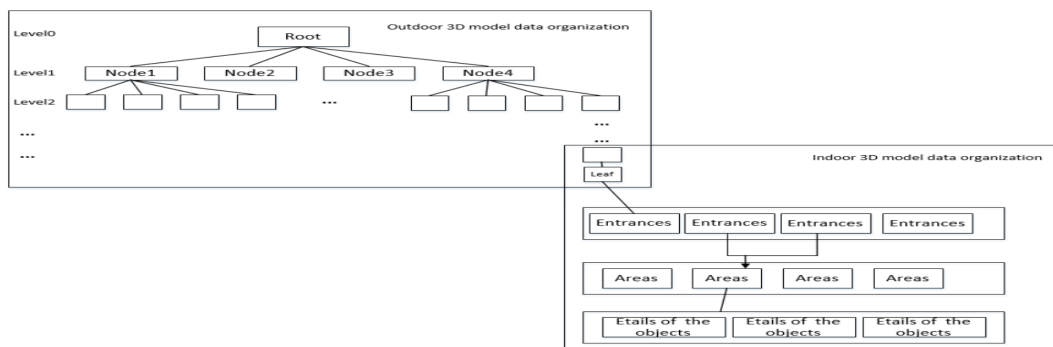 Outdoor 3D model data organization
Level0
Root
Level1
Node1 Node2 Node3 Node4
Level2
...
...
...
...
...
Indoor 3D model data organization
Leaf
Entrances Entrances Entrances Entrances
Areas Areas Areas Areas
Etails of the objects
Etails of the objects
Etails of the objects